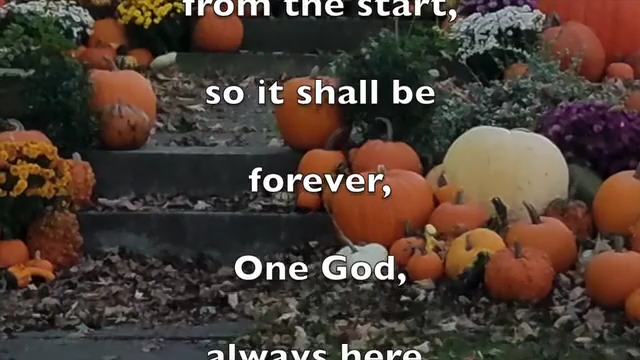 from the start,
so it shall be
forever,
One God,
always here